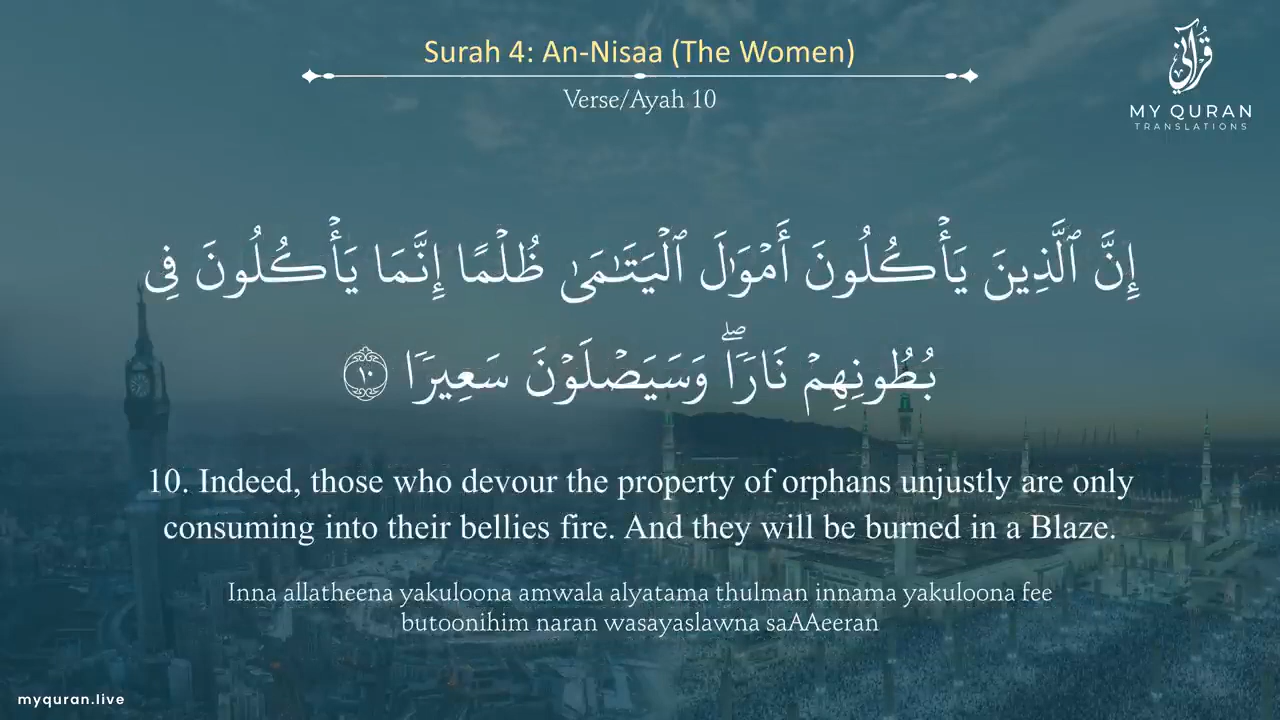 Surah 4: An-Nisaa (The Women)
Verse/Ayah 10
قرآني
MY QURAN
TRANSLATIONS
إِنَّ ٱلَّذِينَ يَأْكُلُونَ أَمْوَٰلَ ٱلْيَتَـٰمَىٰ ظُلْمًا إِنَّمَا يَأْكُلُونَ فِى
بُطُونِهِمْ نَارًا ۖ وَسَيَصْلَوْنَ سَعِيرًا ١٠
10. Indeed, those who devour the property of orphans unjustly are only
consuming into their bellies fire. And they will be burned in a Blaze.
Inna allatheena yakuloona amwala alyatama thulman innama yakuloona fee
butoonihim naran wasayaslawna saAAeeran
myquran.live